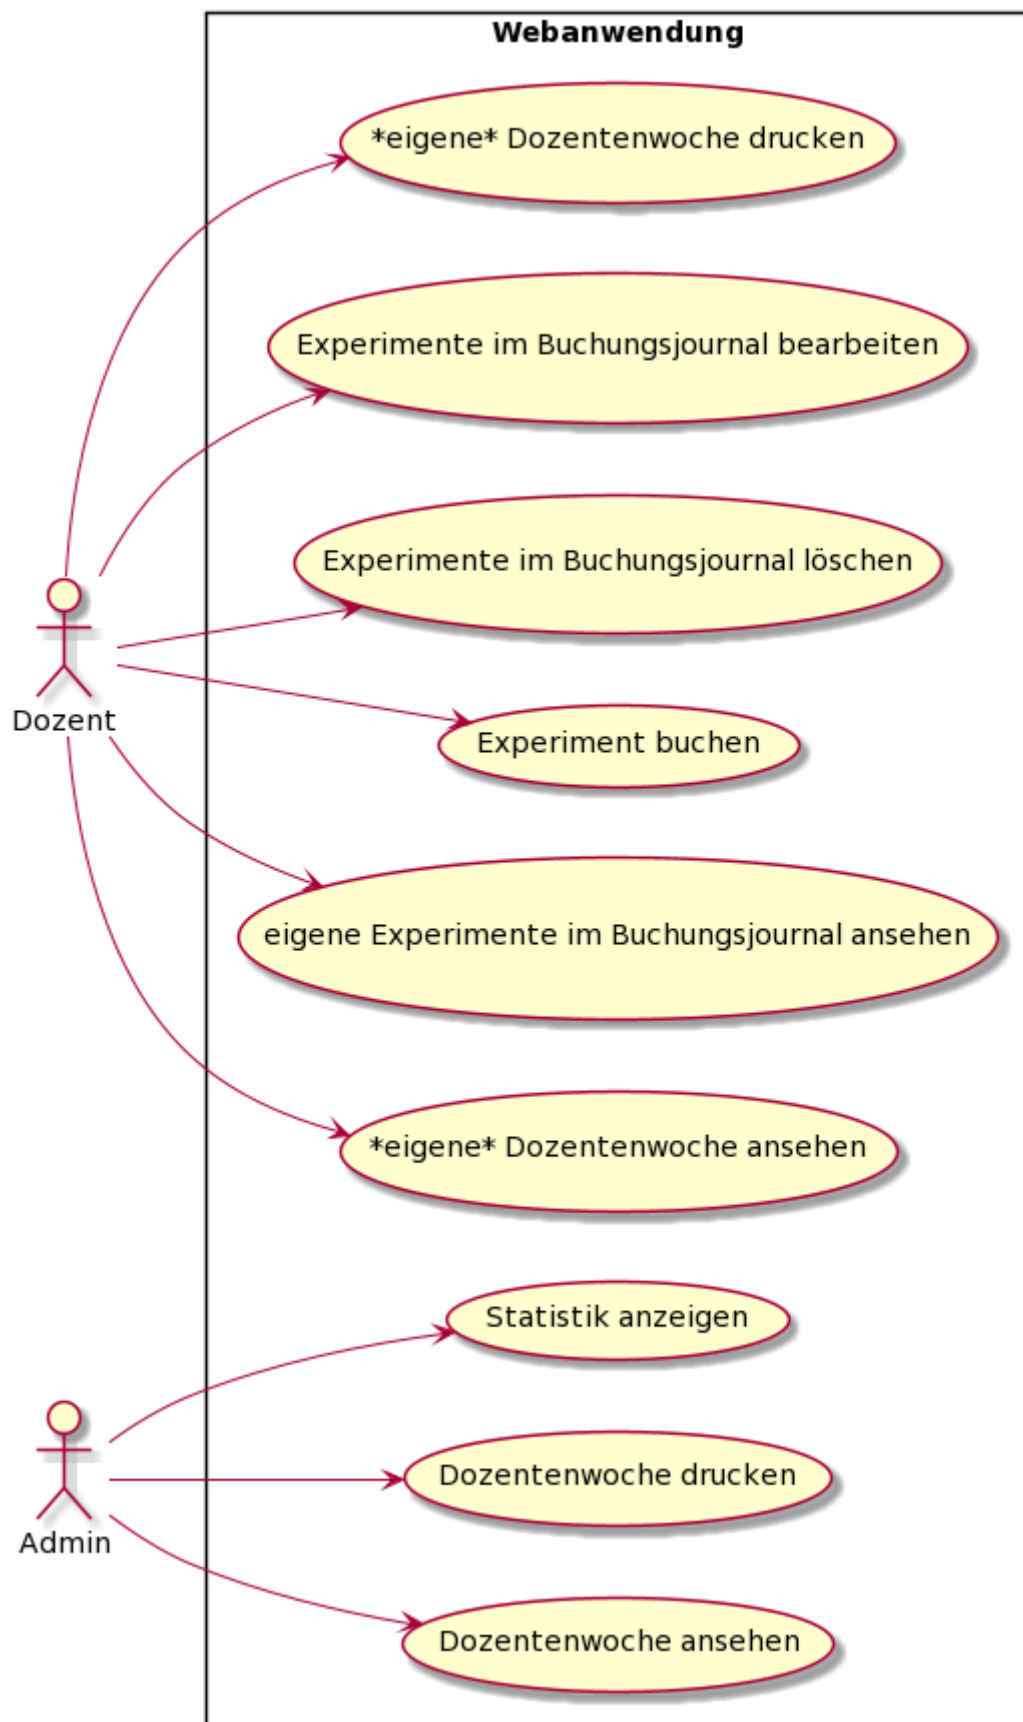 Webanwendung
*eigene* Dozentenwoche drucken
Experimente im Buchungsjournal bearbeiten
Experimente im Buchungsjournal löschen
Dozent
Experiment buchen
eigene Experimente im Buchungsjournal ansehen
*eigene* Dozentenwoche ansehen
Statistik anzeigen
Dozentenwoche drucken
Admin
Dozentenwoche ansehen